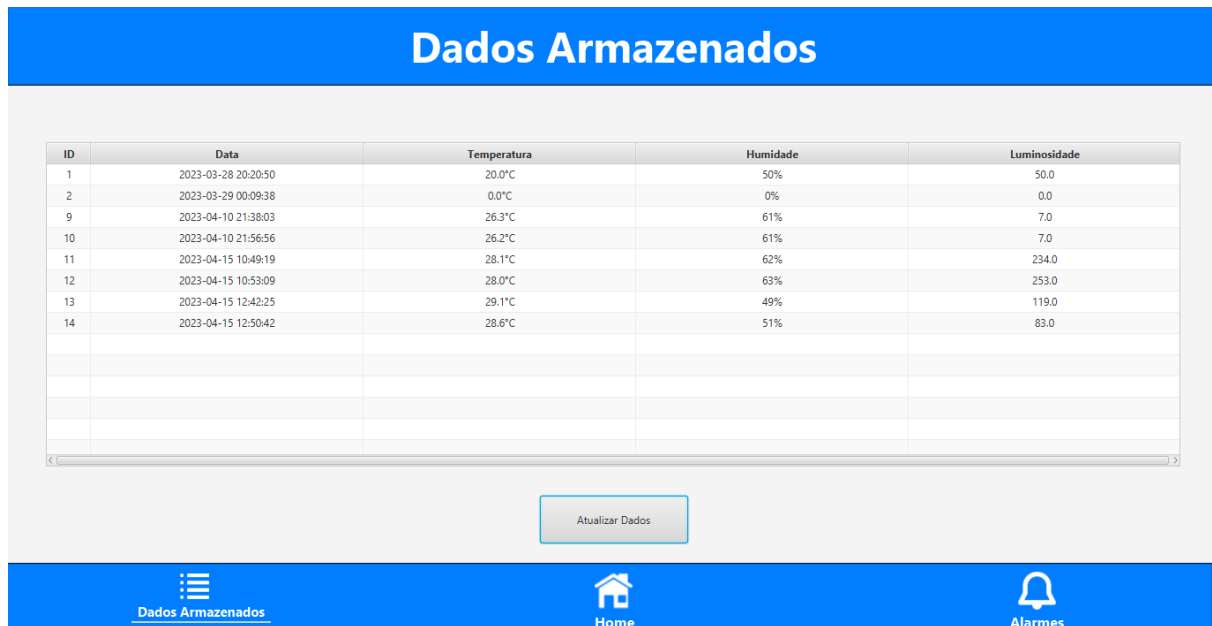 Dados Armazenados
ID Data Temperatura Humidade Luminosidade
1 2023-03-28 20:20:50 20.0°C 50% 50.0
2 2023-03-29 00:09:38 0.0°C 0% 0.0
9 2023-04-10 21:38:03 26.3°C 61% 7.0
10 2023-04-10 21:56:56 26.2°C 61% 7.0
11 2023-04-15 10:49:19 28.1°C 62% 234.0
12 2023-04-15 10:53:09 28.0°C 63% 253.0
13 2023-04-15 12:42:25 29.1°C 49% 119.0
14 2023-04-15 12:50:42 28.6°C 51% 83.0
Atualizar Dados
Dados Armazenados Home Alarmes